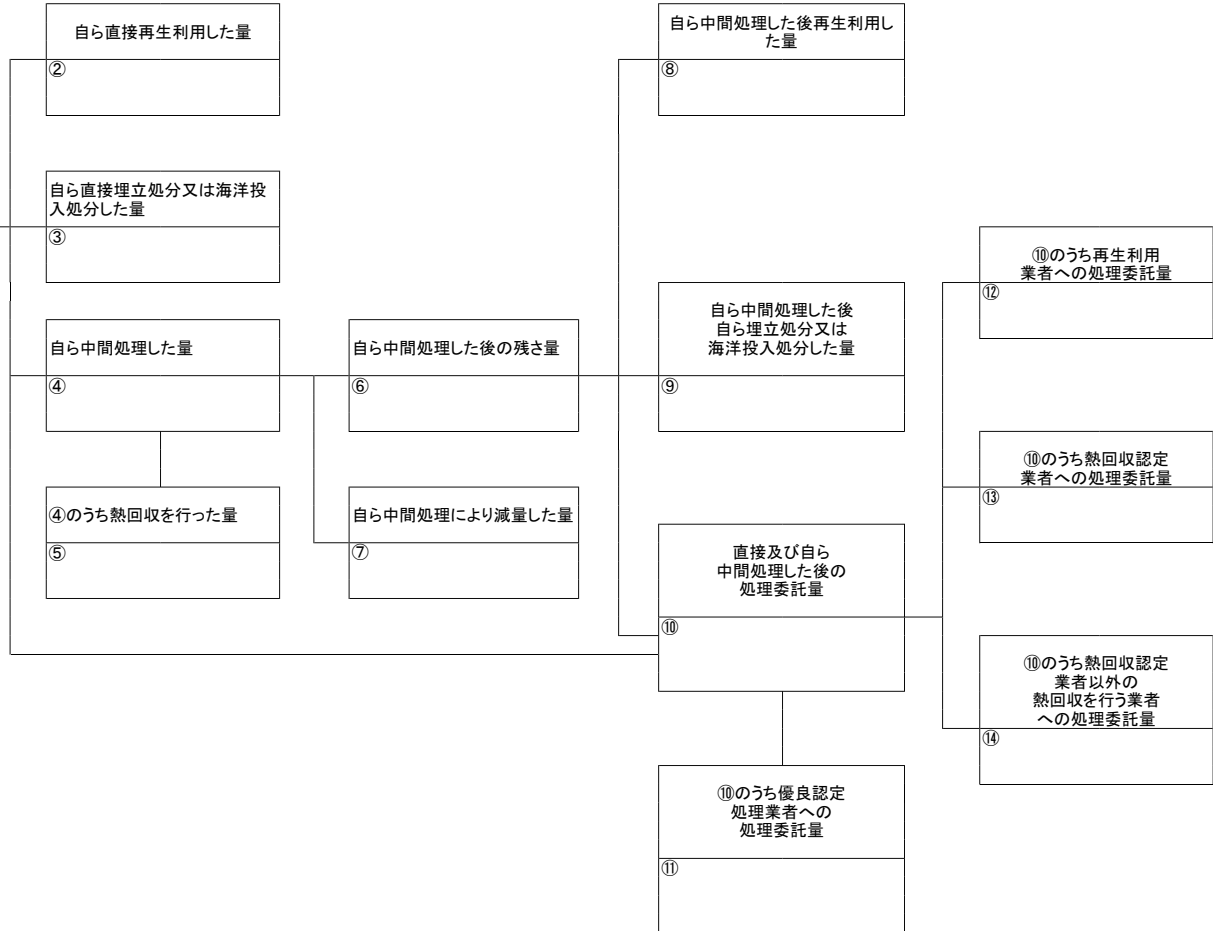 自ら直接再生利用した量
②
自ら直接埋立処分又は海洋投
入処分した量
③
自ら中間処理した量
④
④のうち熱回収を行った量
⑤
自ら中間処理した後の残さ量
⑥
自ら中間処理により減量した量
⑦
自ら中間処理した後再生利用し
た量
⑧
自ら中間処理した後
自ら埋立処分又は
海洋投入処分した量
⑨
直接及び自ら
中間処理した後の
処理委託量
⑩
⑩のうち優良認定
処理業者への
処理委託量
⑪
⑩のうち再生利用
業者への処理委託量
⑫
⑩のうち熱回収認定
業者への処理委託量
⑬
⑩のうち熱回収認定
業者以外の
熱回収を行う業者
への処理委託量
⑭